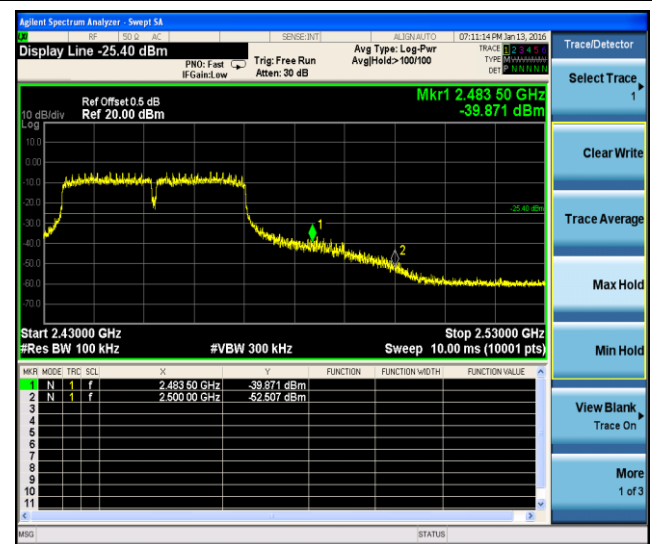 Agilent Spectrum Analyzer - Swept SA
RF 50 Ω AC SENSE:INT ALIGN AUTO 07:11:14 PM Jan 13, 2016
Display Line -25.40 dBm
PNO: Fast
IFGain:Low
Trig: Free Run
Atten: 30 dB
Avg Type: Log-Pwr
Avg|Hold:>100/100
TRACE 1 2 3 4 5 6
TYPE M
DET P N N N N N
Trace/Detector
Select Trace
1
Clear Write
Trace Average
Max Hold
Min Hold
View Blank
Trace On
More
1 of 3
Mkr1 2.483 50 GHz
-39.871 dBm
Ref Offset 0.5 dB
10 dB/div Ref 20.00 dBm
Log
10.0
0.00
-10.0
-20.0
-30.0
-40.0
-50.0
-60.0
-70.0
-25.40 dBm
1
2
Start 2.43000 GHz Stop 2.53000 GHz
#Res BW 100 kHz #VBW 300 kHz Sweep 10.00 ms (10001 pts)
MKR MODE TRC SCL X Y FUNCTION FUNCTION WIDTH FUNCTION VALUE
1 N 1 f 2.483 50 GHz -39.871 dBm
2 N 1 f 2.500 00 GHz -52.507 dBm
3
4
5
6
7
8
9
10
11
MSG STATUS